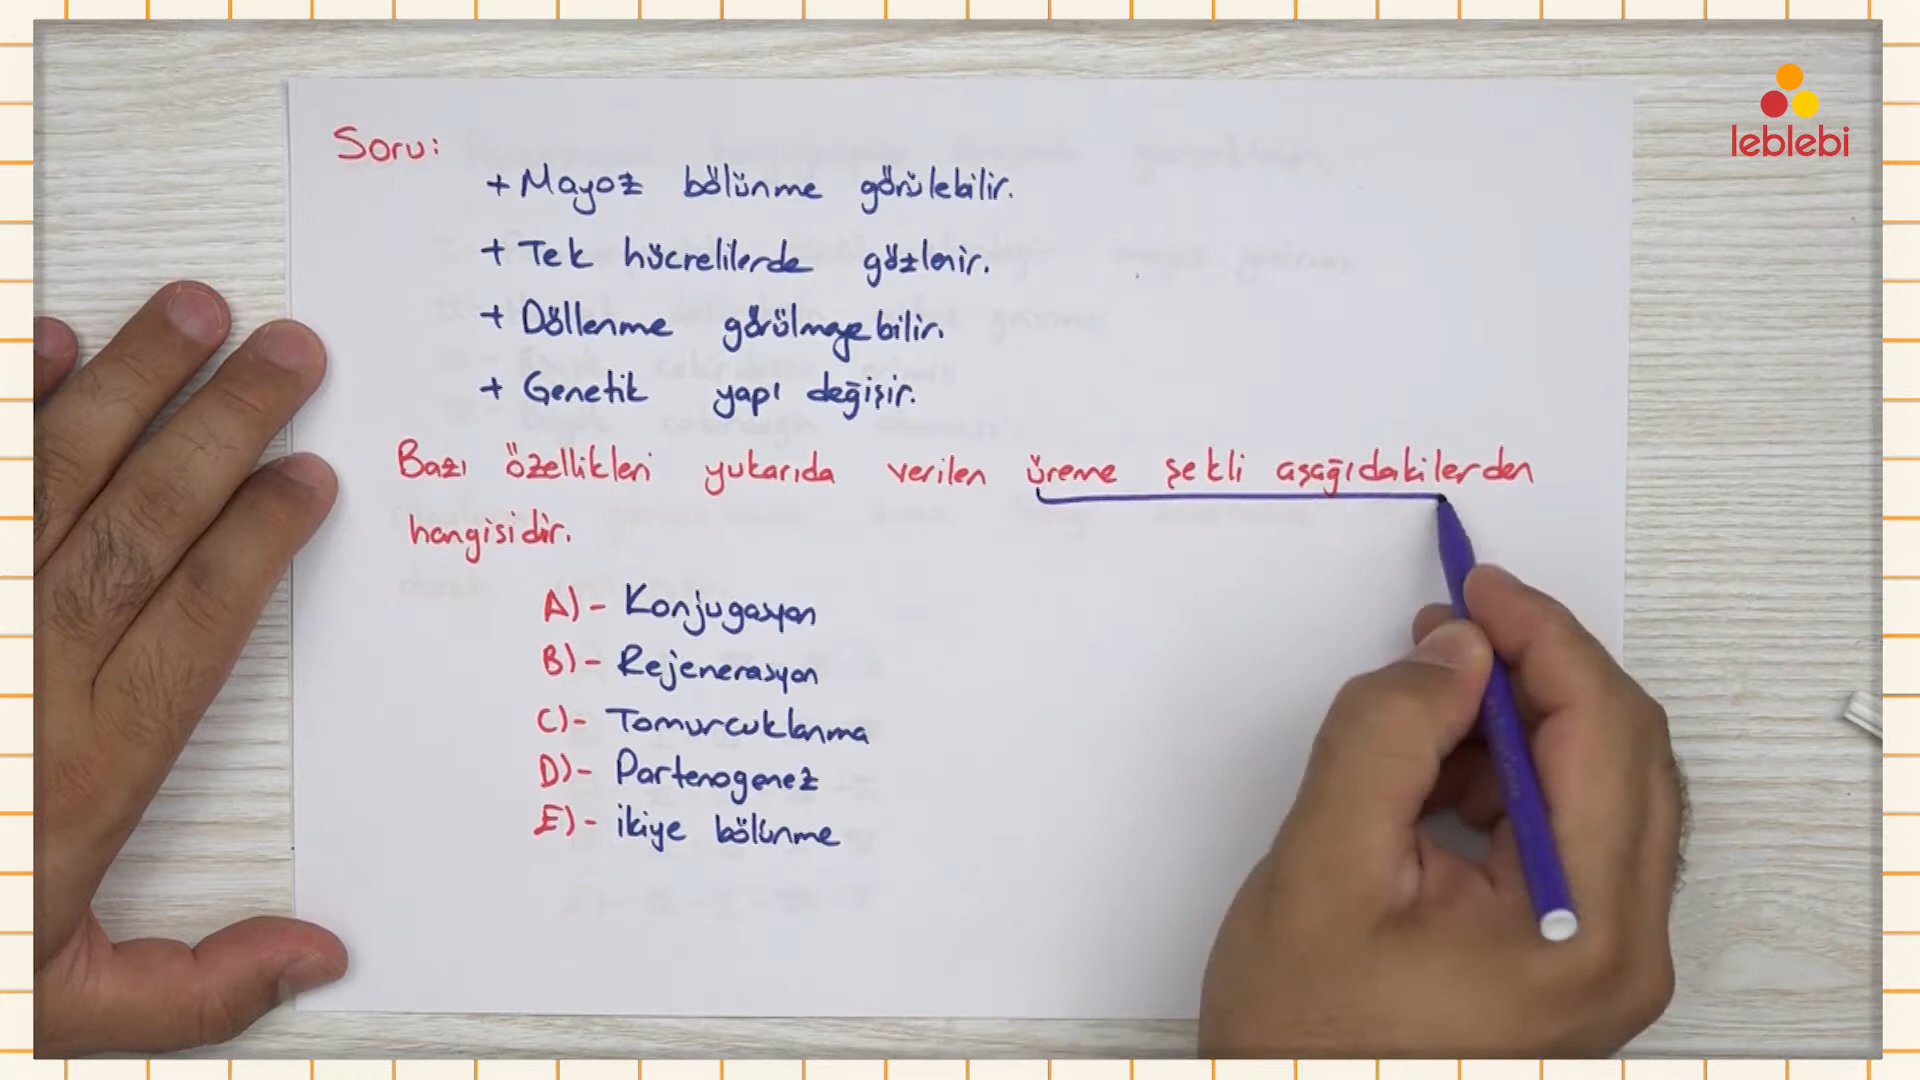 leblebi
Soru:
+ Mayoz bölünme görülebilir.
+ Tek hücrelilerde gözlenir.
+ Döllenme görülmeyebilir.
+ Genetik yapı değişir.
Bazı özellikleri yukarıda verilen üreme şekli aşağıdakilerden
hangisidir.
A)- Konjugasyon
B)- Rejenerasyon
C)- Tomurcuklanma
D)- Partenogenez
E)- ikiye bölünme